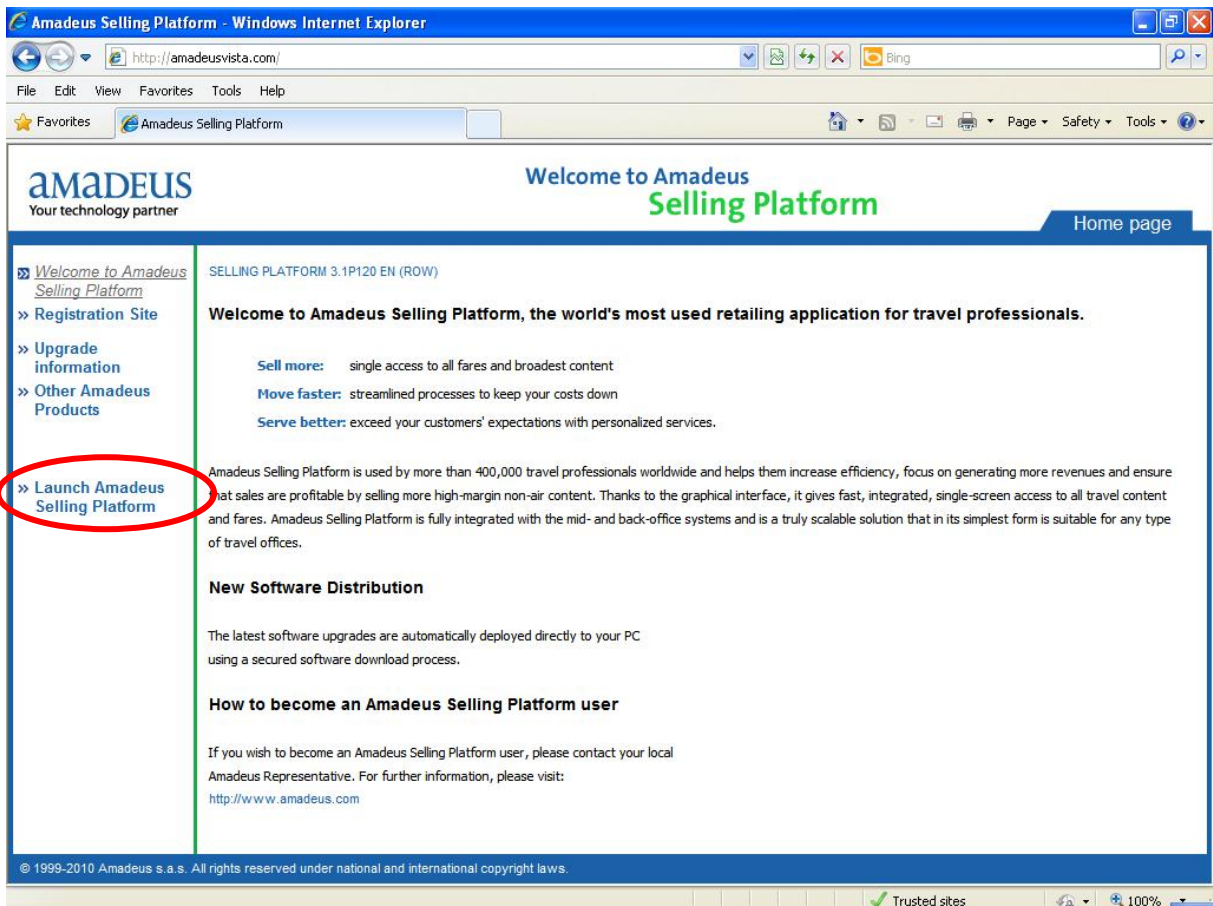 Amadeus Selling Platform - Windows Internet Explorer
http://amadeusvista.com/
Bing
File Edit View Favorites Tools Help
Favorites
Amadeus Selling Platform
Page Safety Tools
amadeus
Your technology partner
Welcome to Amadeus
Selling Platform
Home page
» Welcome to Amadeus
Selling Platform
» Registration Site
» Upgrade
information
» Other Amadeus
Products
» Launch Amadeus
Selling Platform
SELLING PLATFORM 3.1P120 EN (ROW)
Welcome to Amadeus Selling Platform, the world's most used retailing application for travel professionals.
Sell more: single access to all fares and broadest content
Move faster: streamlined processes to keep your costs down
Serve better: exceed your customers' expectations with personalized services.
Amadeus Selling Platform is used by more than 400,000 travel professionals worldwide and helps them increase efficiency, focus on generating more revenues and ensure
that sales are profitable by selling more high-margin non-air content. Thanks to the graphical interface, it gives fast, integrated, single-screen access to all travel content
and fares. Amadeus Selling Platform is fully integrated with the mid- and back-office systems and is a truly scalable solution that in its simplest form is suitable for any type
of travel offices.
New Software Distribution
The latest software upgrades are automatically deployed directly to your PC
using a secured software download process.
How to become an Amadeus Selling Platform user
If you wish to become an Amadeus Selling Platform user, please contact your local
Amadeus Representative. For further information, please visit:
http://www.amadeus.com
© 1999-2010 Amadeus s.a.s. All rights reserved under national and international copyright laws.
Trusted sites
100%